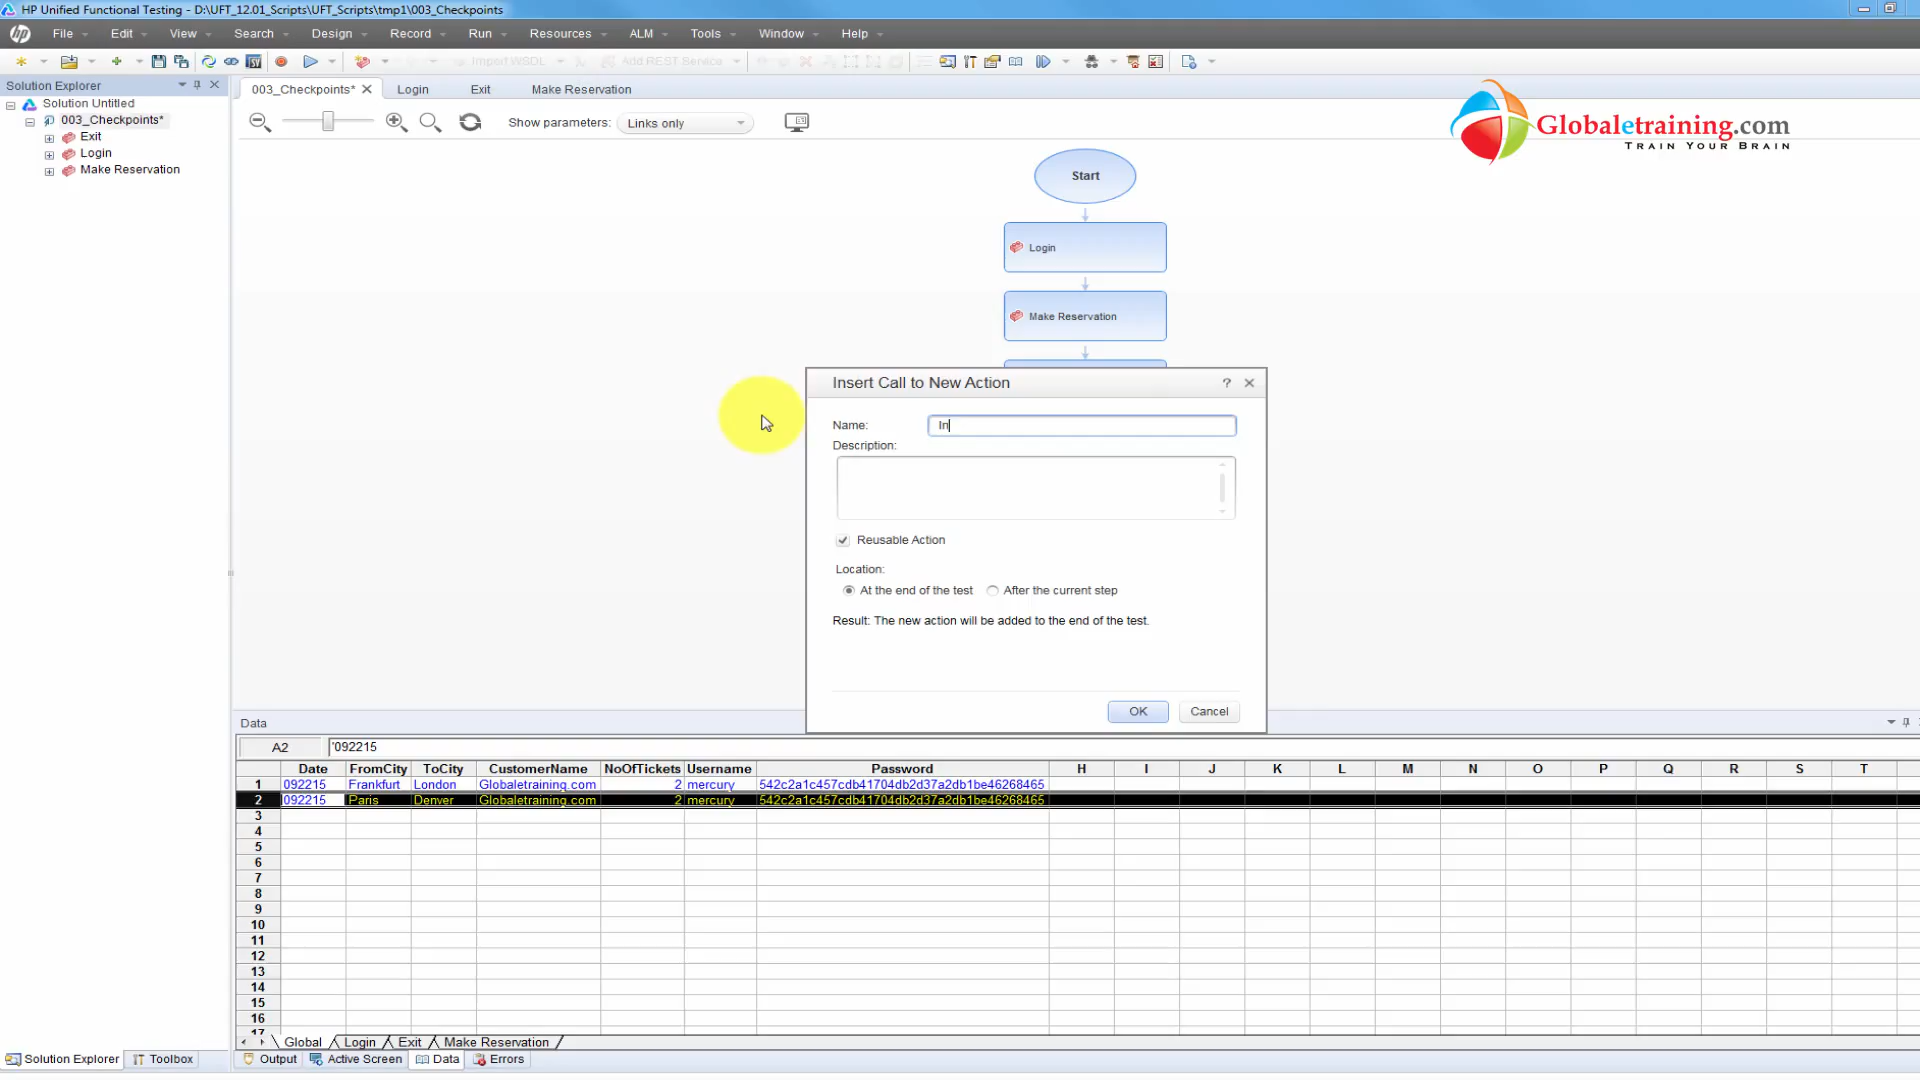 HP Unified Functional Testing - D:\UFT_12.01_Scripts\UFT_Scripts\tmp1\003_Checkpoints
File Edit View Search Design Record Run Resources ALM Tools Window Help
Import WSDL Add REST Service
Solution Explorer
003_Checkpoints* Login Exit Make Reservation
Solution Untitled
003_Checkpoints*
Exit
Login
Make Reservation
Show parameters: Links only
Globaletraining.com
TRAIN YOUR BRAIN
Start
Login
Make Reservation
Insert Call to New Action
Name: In
Description:
Reusable Action
Location:
At the end of the test After the current step
Result: The new action will be added to the end of the test.
OK Cancel
Data
A2 '092215
Date FromCity ToCity CustomerName NoOfTickets Username Password H I J K L M N O P Q R S T
1 092215 Frankfurt London Globaletraining.com 2 mercury 542c2a1c457cdb41704db2d37a2db1be46268465
2 092215 Paris Denver Globaletraining.com 2 mercury 542c2a1c457cdb41704db2d37a2db1be46268465
3
4
5
6
7
8
9
10
11
12
13
14
15
16
17
Global Login Exit Make Reservation
Solution Explorer Toolbox Output Active Screen Data Errors